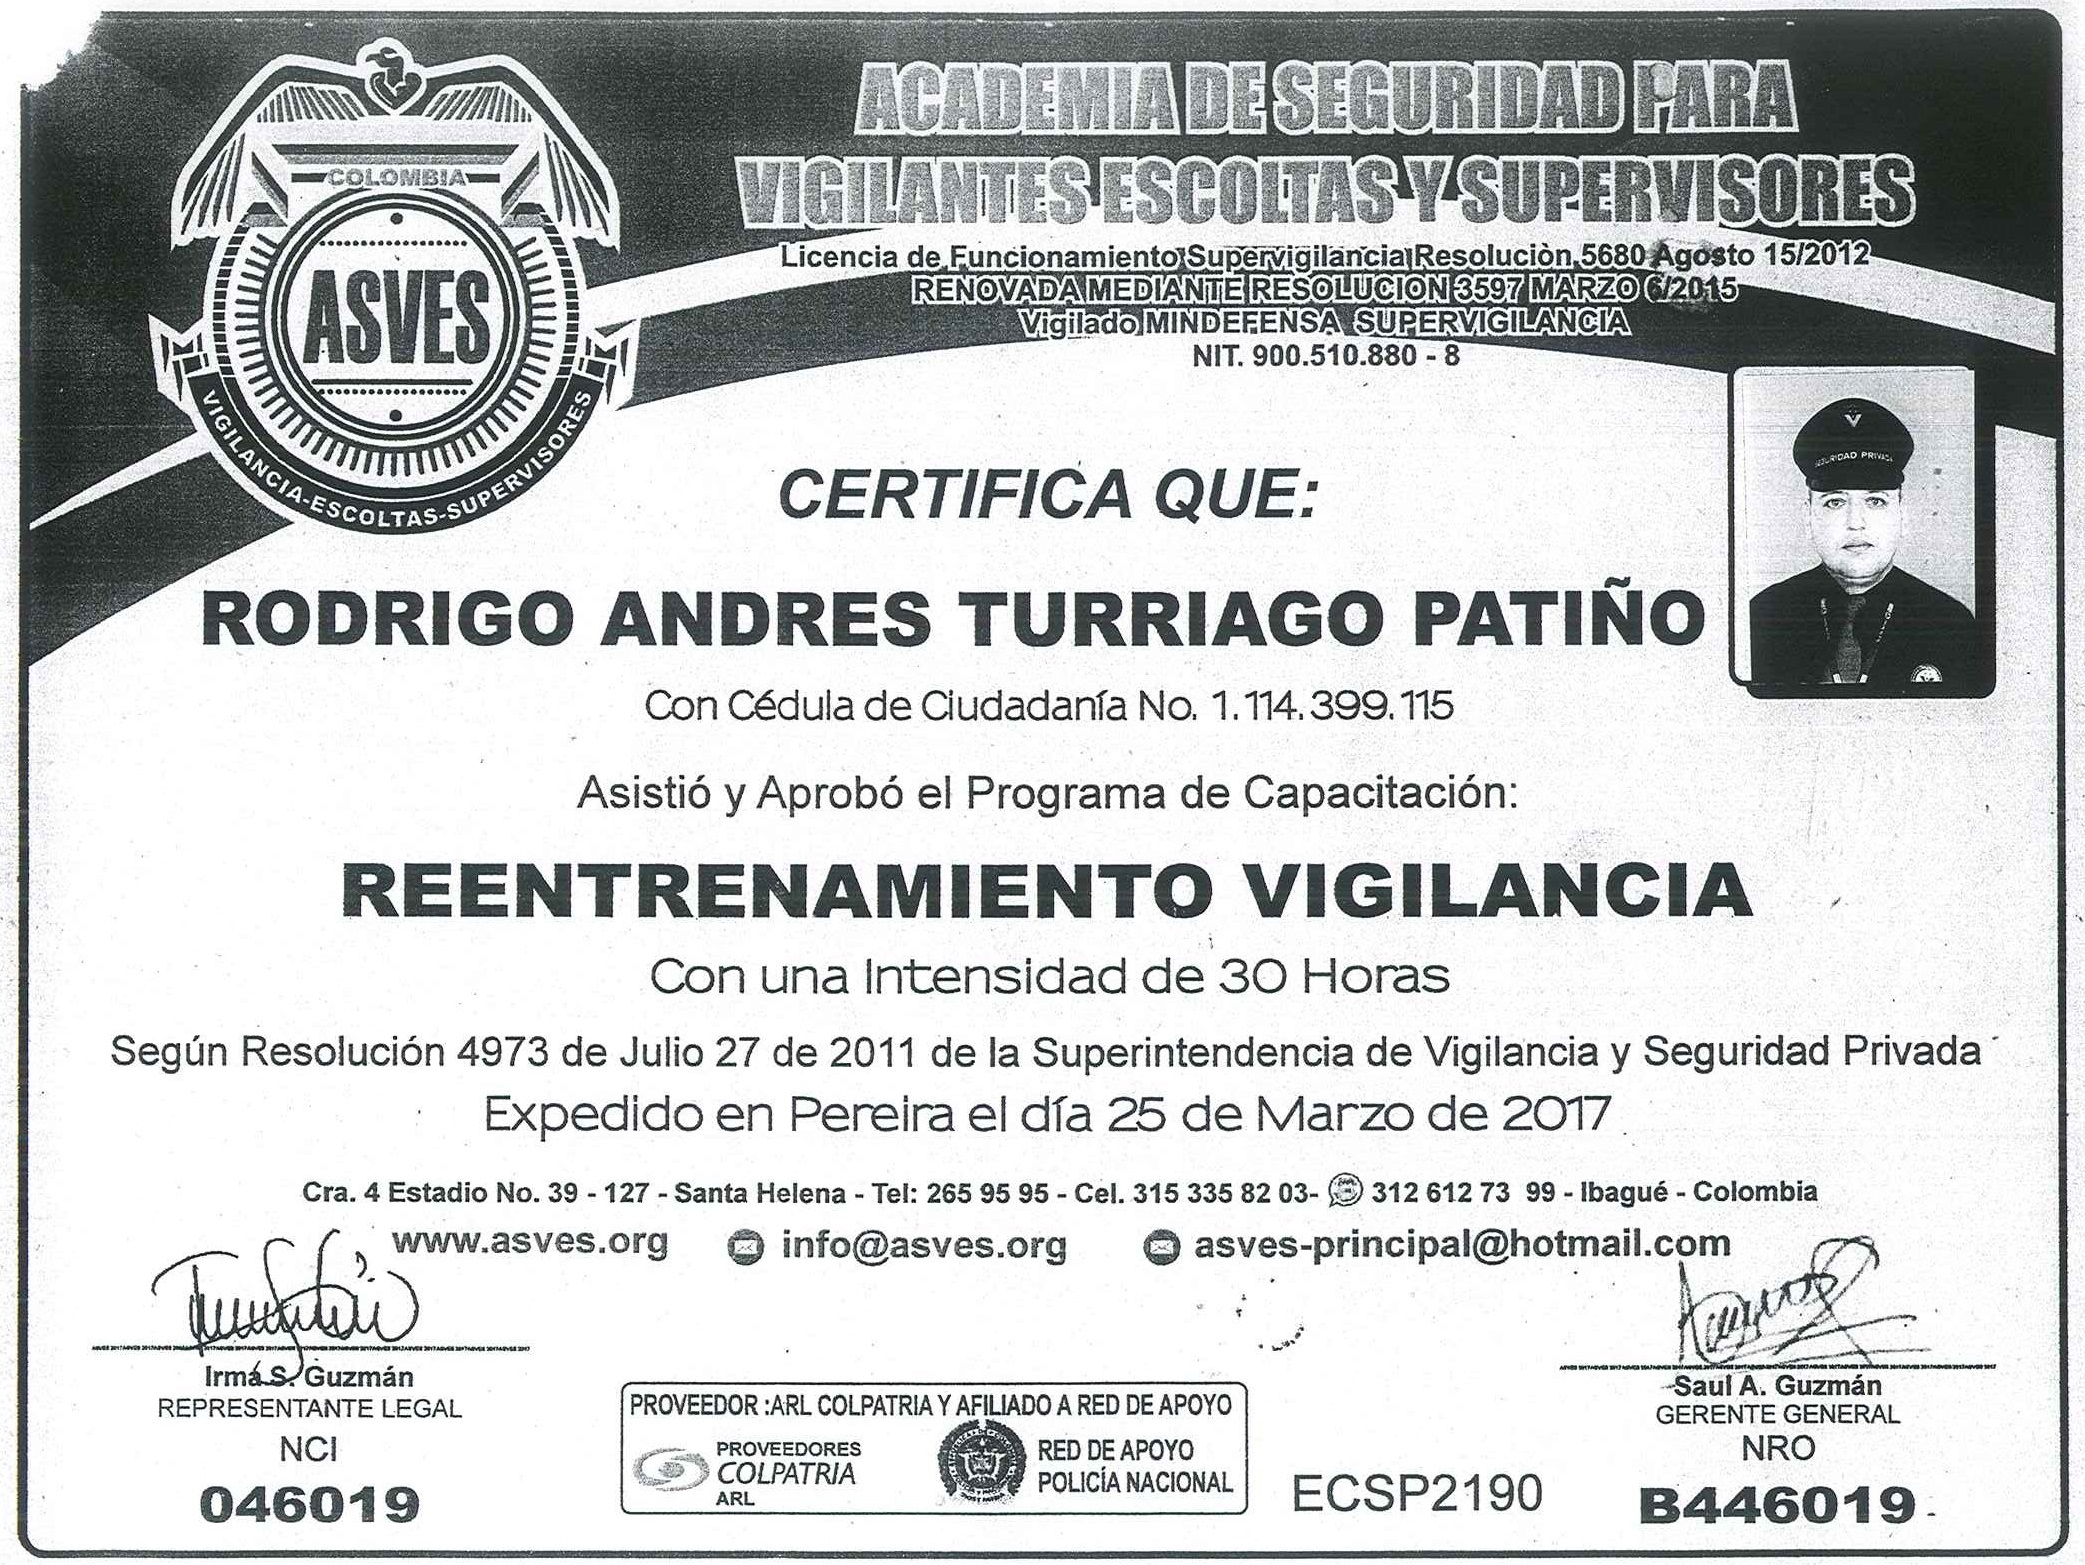 ACADEMIA DE SEGURIDAD PARA
VIGILANTES ESCOLTAS Y SUPERVISORES
Licencia de Funcionamiento Supervigilancia Resoluciòn 5680 Agosto 15/2012
RENOVADA MEDIANTE RESOLUCION 3597 MARZO 6/2015
Vigilado MINDEFENSA SUPERVIGILANCIA
NIT. 900.510.880 - 8
COLOMBIA
ASVES
VIGILANCIA-ESCOLTAS-SUPERVISORES
SEGURIDAD PRIVADA
CERTIFICA QUE:
RODRIGO ANDRES TURRIAGO PATIÑO
Con Cédula de Ciudadanía No. 1.114.399.115
Asistió y Aprobó el Programa de Capacitación:
REENTRENAMIENTO VIGILANCIA
Con una Intensidad de 30 Horas
Según Resolución 4973 de Julio 27 de 2011 de la Superintendencia de Vigilancia y Seguridad Privada
Expedido en Pereira el día 25 de Marzo de 2017
Cra. 4 Estadio No. 39 - 127 - Santa Helena - Tel: 265 95 95 - Cel. 315 335 82 03- 312 612 73 99 - Ibagué - Colombia
www.asves.org info@asves.org asves-principal@hotmail.com
Irma S. Guzmán
REPRESENTANTE LEGAL
NCI
046019
PROVEEDOR :ARL COLPATRIA Y AFILIADO A RED DE APOYO
PROVEEDORES
COLPATRIA
ARL
RED DE APOYO
POLICÍA NACIONAL
ECSP2190
Saul A. Guzmán
GERENTE GENERAL
NRO
B446019